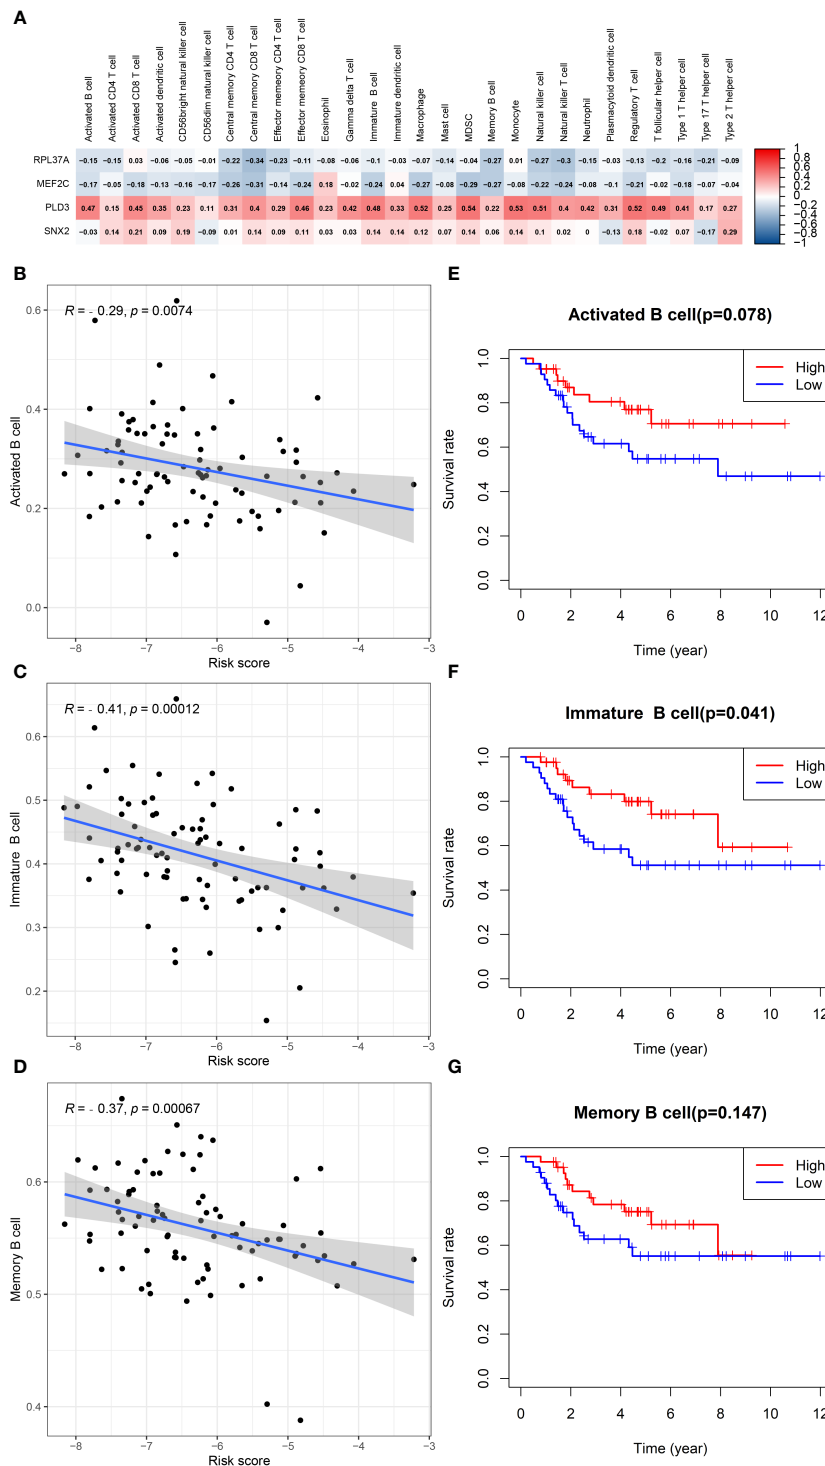 A
Activated B cell
Activated CD4 T cell
Activated CD8 T cell
Activated dendritic cell
CD56bright natural killer cell
CD56dim natural killer cell
Central memory CD4 T cell
Central memory CD8 T cell
Effector memeory CD4 T cell
Effector memeory CD8 T cell
Eosinophil
Gamma delta T cell
Immature B cell
Immature dendritic cell
Macrophage
Mast cell
MDSC
Memory B cell
Monocyte
Natural killer cell
Natural killer T cell
Neutrophil
Plasmacytoid dendritic cell
Regulatory T cell
T follicular helper cell
Type 1 T helper cell
Type 17 T helper cell
Type 2 T helper cell
RPL37A −0.15 −0.15 0.03 −0.06 −0.05 −0.01 −0.22 −0.34 −0.23 −0.11 −0.08 −0.06 −0.1 −0.03 −0.07 −0.14 −0.04 −0.27 0.01 −0.27 −0.3 −0.15 −0.03 −0.13 −0.2 −0.16 −0.21 −0.09
MEF2C −0.17 −0.05 −0.18 −0.13 −0.16 −0.17 −0.26 −0.31 −0.14 −0.24 0.18 −0.02 −0.24 0.04 −0.27 −0.08 −0.29 −0.27 −0.08 −0.22 −0.24 −0.08 −0.1 −0.21 −0.02 −0.18 −0.07 −0.04
PLD3 0.47 0.15 0.45 0.35 0.23 0.11 0.31 0.4 0.29 0.46 0.23 0.42 0.48 0.33 0.52 0.25 0.54 0.22 0.53 0.51 0.4 0.42 0.31 0.52 0.49 0.41 0.17 0.27
SNX2 −0.03 0.14 0.21 0.09 0.19 −0.09 0.01 0.14 0.09 0.11 0.03 0.03 0.14 0.14 0.12 0.07 0.14 0.06 0.14 0.1 0.02 0 −0.13 0.18 0.02 0.07 −0.17 0.29
1
0.8
0.6
0.4
0.2
0
−0.2
−0.4
−0.6
−0.8
−1
B
R = - 0.29, p = 0.0074
Activated B cell
0.6
0.4
0.2
0.0
−8 −7 −6 −5 −4 −3
Risk score
E
Activated B cell(p=0.078)
High
Low
Survival rate
1.0
0.8
0.6
0.4
0.2
0.0
0 2 4 6 8 10 12
Time (year)
C
R = - 0.41, p = 0.00012
Immature B cell
0.6
0.5
0.4
0.3
0.2
−8 −7 −6 −5 −4 −3
Risk score
F
Immature B cell(p=0.041)
High
Low
Survival rate
1.0
0.8
0.6
0.4
0.2
0.0
0 2 4 6 8 10 12
Time (year)
D
R = - 0.37, p = 0.00067
Memory B cell
0.6
0.5
0.4
−8 −7 −6 −5 −4 −3
Risk score
G
Memory B cell(p=0.147)
High
Low
Survival rate
1.0
0.8
0.6
0.4
0.2
0.0
0 2 4 6 8 10 12
Time (year)